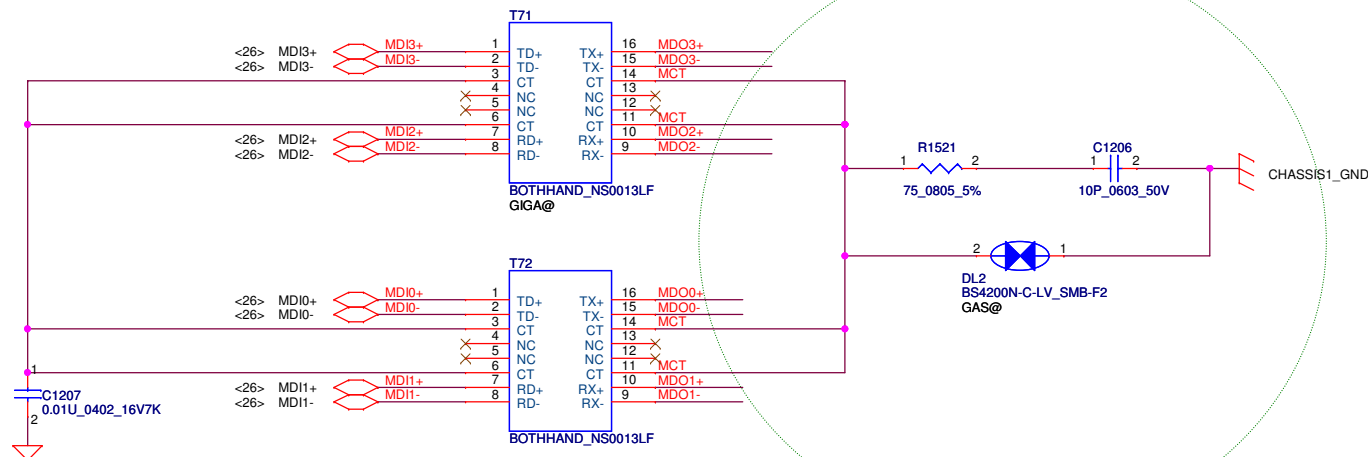 T71
<26> MDI3+ MDI3+ 1 TD+ TX+ 16 MDO3+
<26> MDI3- MDI3- 2 TD- TX- 15 MDO3-
3 CT CT 14 MCT
4 NC NC 13
5 NC NC 12
6 CT CT 11 MCT
<26> MDI2+ MDI2+ 7 RD+ RX+ 10 MDO2+
<26> MDI2- MDI2- 8 RD- RX- 9 MDO2-
BOTHHAND_NS0013LF
GIGA@
R1521 C1206
1 2 1 2
75_0805_5% 10P_0603_50V
CHASSIS1_GND
2 1
DL2
BS4200N-C-LV_SMB-F2
GAS@
T72
<26> MDI0+ MDI0+ 1 TD+ TX+ 16 MDO0+
<26> MDI0- MDI0- 2 TD- TX- 15 MDO0-
3 CT CT 14 MCT
4 NC NC 13
5 NC NC 12
6 CT CT 11 MCT
<26> MDI1+ MDI1+ 7 RD+ RX+ 10 MDO1+
<26> MDI1- MDI1- 8 RD- RX- 9 MDO1-
BOTHHAND_NS0013LF
1
C1207
0.01U_0402_16V7K
2